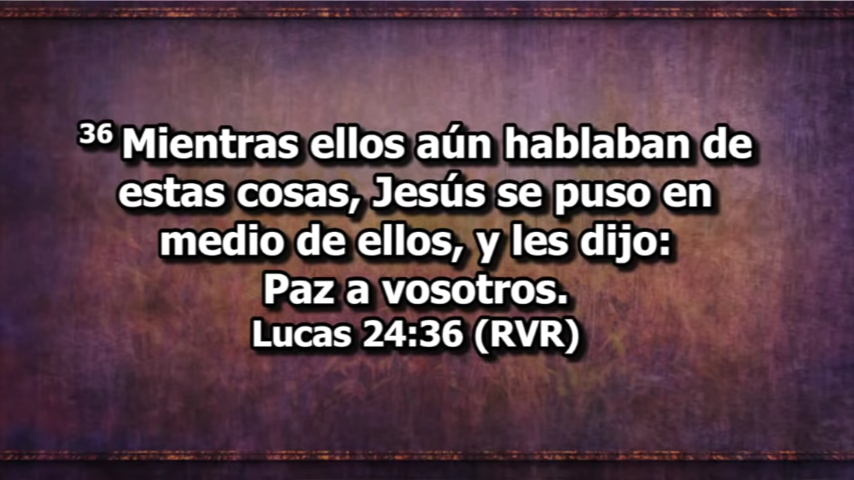 36 Mientras ellos aún hablaban de
estas cosas, Jesús se puso en
medio de ellos, y les dijo:
Paz a vosotros.
Lucas 24:36 (RVR)